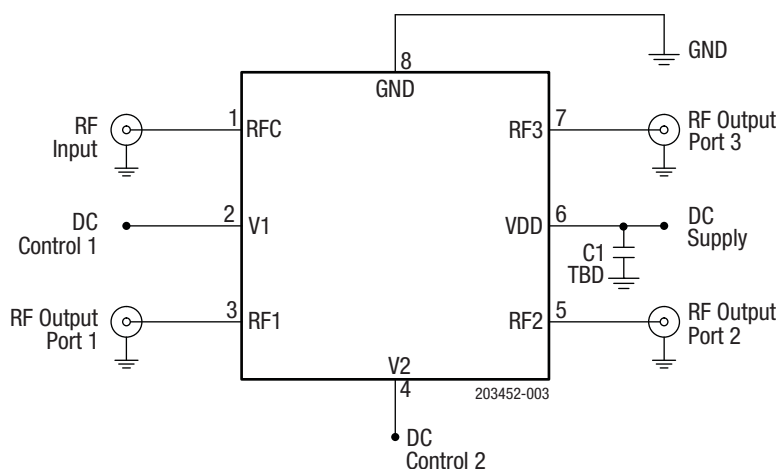 8
GND
GND
RF
Input
1
RFC
RF3
7
RF Output
Port 3
DC
Control 1
2
V1
VDD
6
DC
Supply
C1
TBD
RF Output
Port 1
3
RF1
RF2
5
RF Output
Port 2
V2
4
203452-003
DC
Control 2